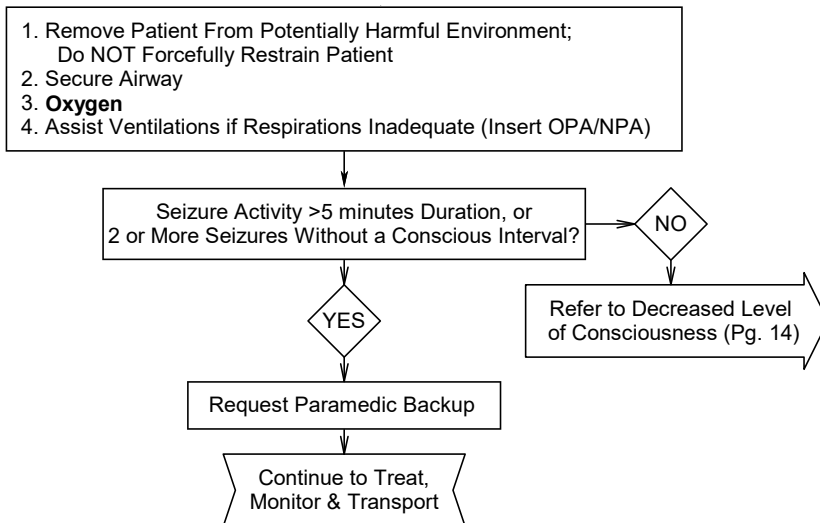 1. Remove Patient From Potentially Harmful Environment;
Do NOT Forcefully Restrain Patient
2. Secure Airway
3. Oxygen
4. Assist Ventilations if Respirations Inadequate (Insert OPA/NPA)
Seizure Activity >5 minutes Duration, or
2 or More Seizures Without a Conscious Interval?
NO
YES
Refer to Decreased Level
of Consciousness (Pg. 14)
Request Paramedic Backup
Continue to Treat,
Monitor & Transport